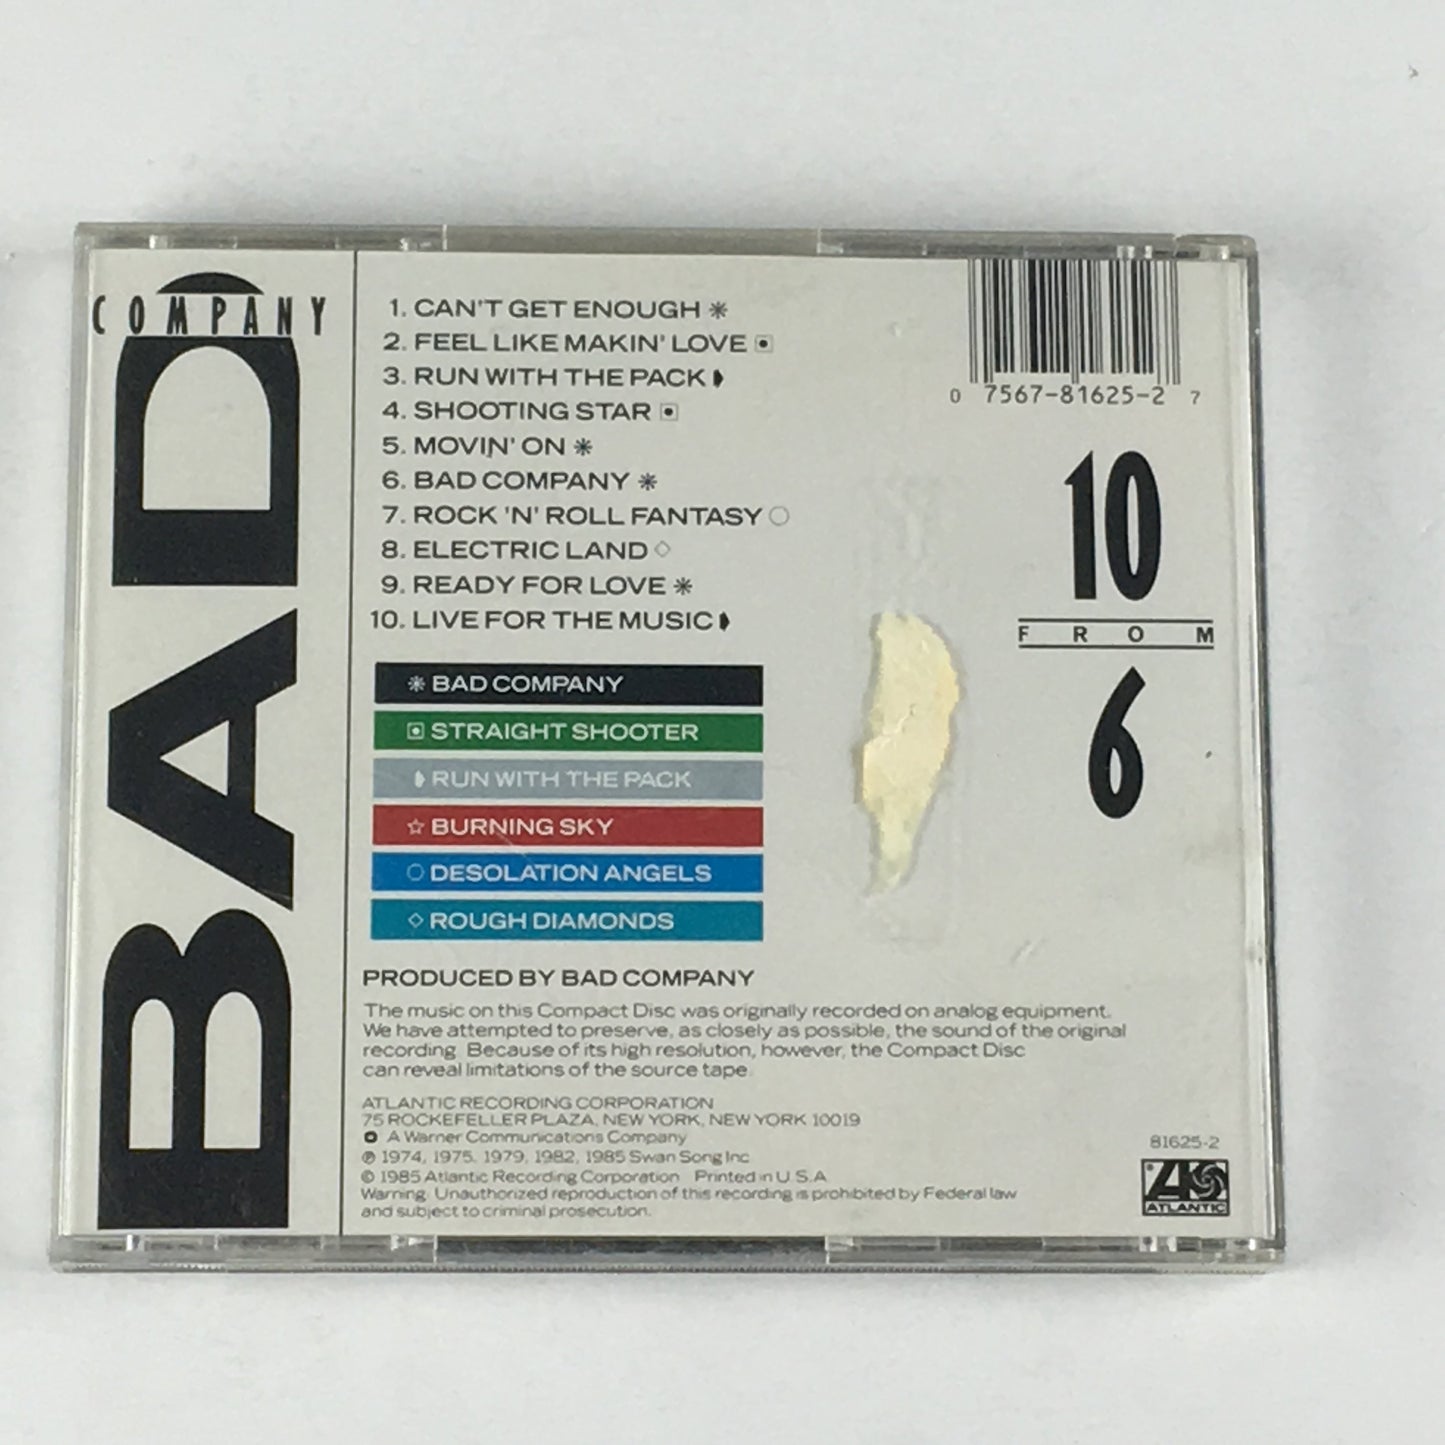 COMPANY
BAD
1. CAN'T GET ENOUGH
2. FEEL LIKE MAKIN' LOVE
3. RUN WITH THE PACK
4. SHOOTING STAR
5. MOVIN' ON
6. BAD COMPANY
7. ROCK 'N' ROLL FANTASY
8. ELECTRIC LAND
9. READY FOR LOVE
10. LIVE FOR THE MUSIC
BAD COMPANY
STRAIGHT SHOOTER
RUN WITH THE PACK
BURNING SKY
DESOLATION ANGELS
ROUGH DIAMONDS
PRODUCED BY BAD COMPANY
The music on this Compact Disc was originally recorded on analog equipment.
We have attempted to preserve, as closely as possible, the sound of the original
recording. Because of its high resolution, however, the Compact Disc
can reveal limitations of the source tape.
ATLANTIC RECORDING CORPORATION
75 ROCKEFELLER PLAZA, NEW YORK, NEW YORK 10019
A Warner Communications Company
℗ 1974, 1975, 1979, 1982, 1985 Swan Song Inc.
© 1985 Atlantic Recording Corporation Printed in U.S.A.
Warning: Unauthorized reproduction of this recording is prohibited by Federal law
and subject to criminal prosecution.
0 7567-81625-2 7
10
FROM
6
81625-2
ATLANTIC